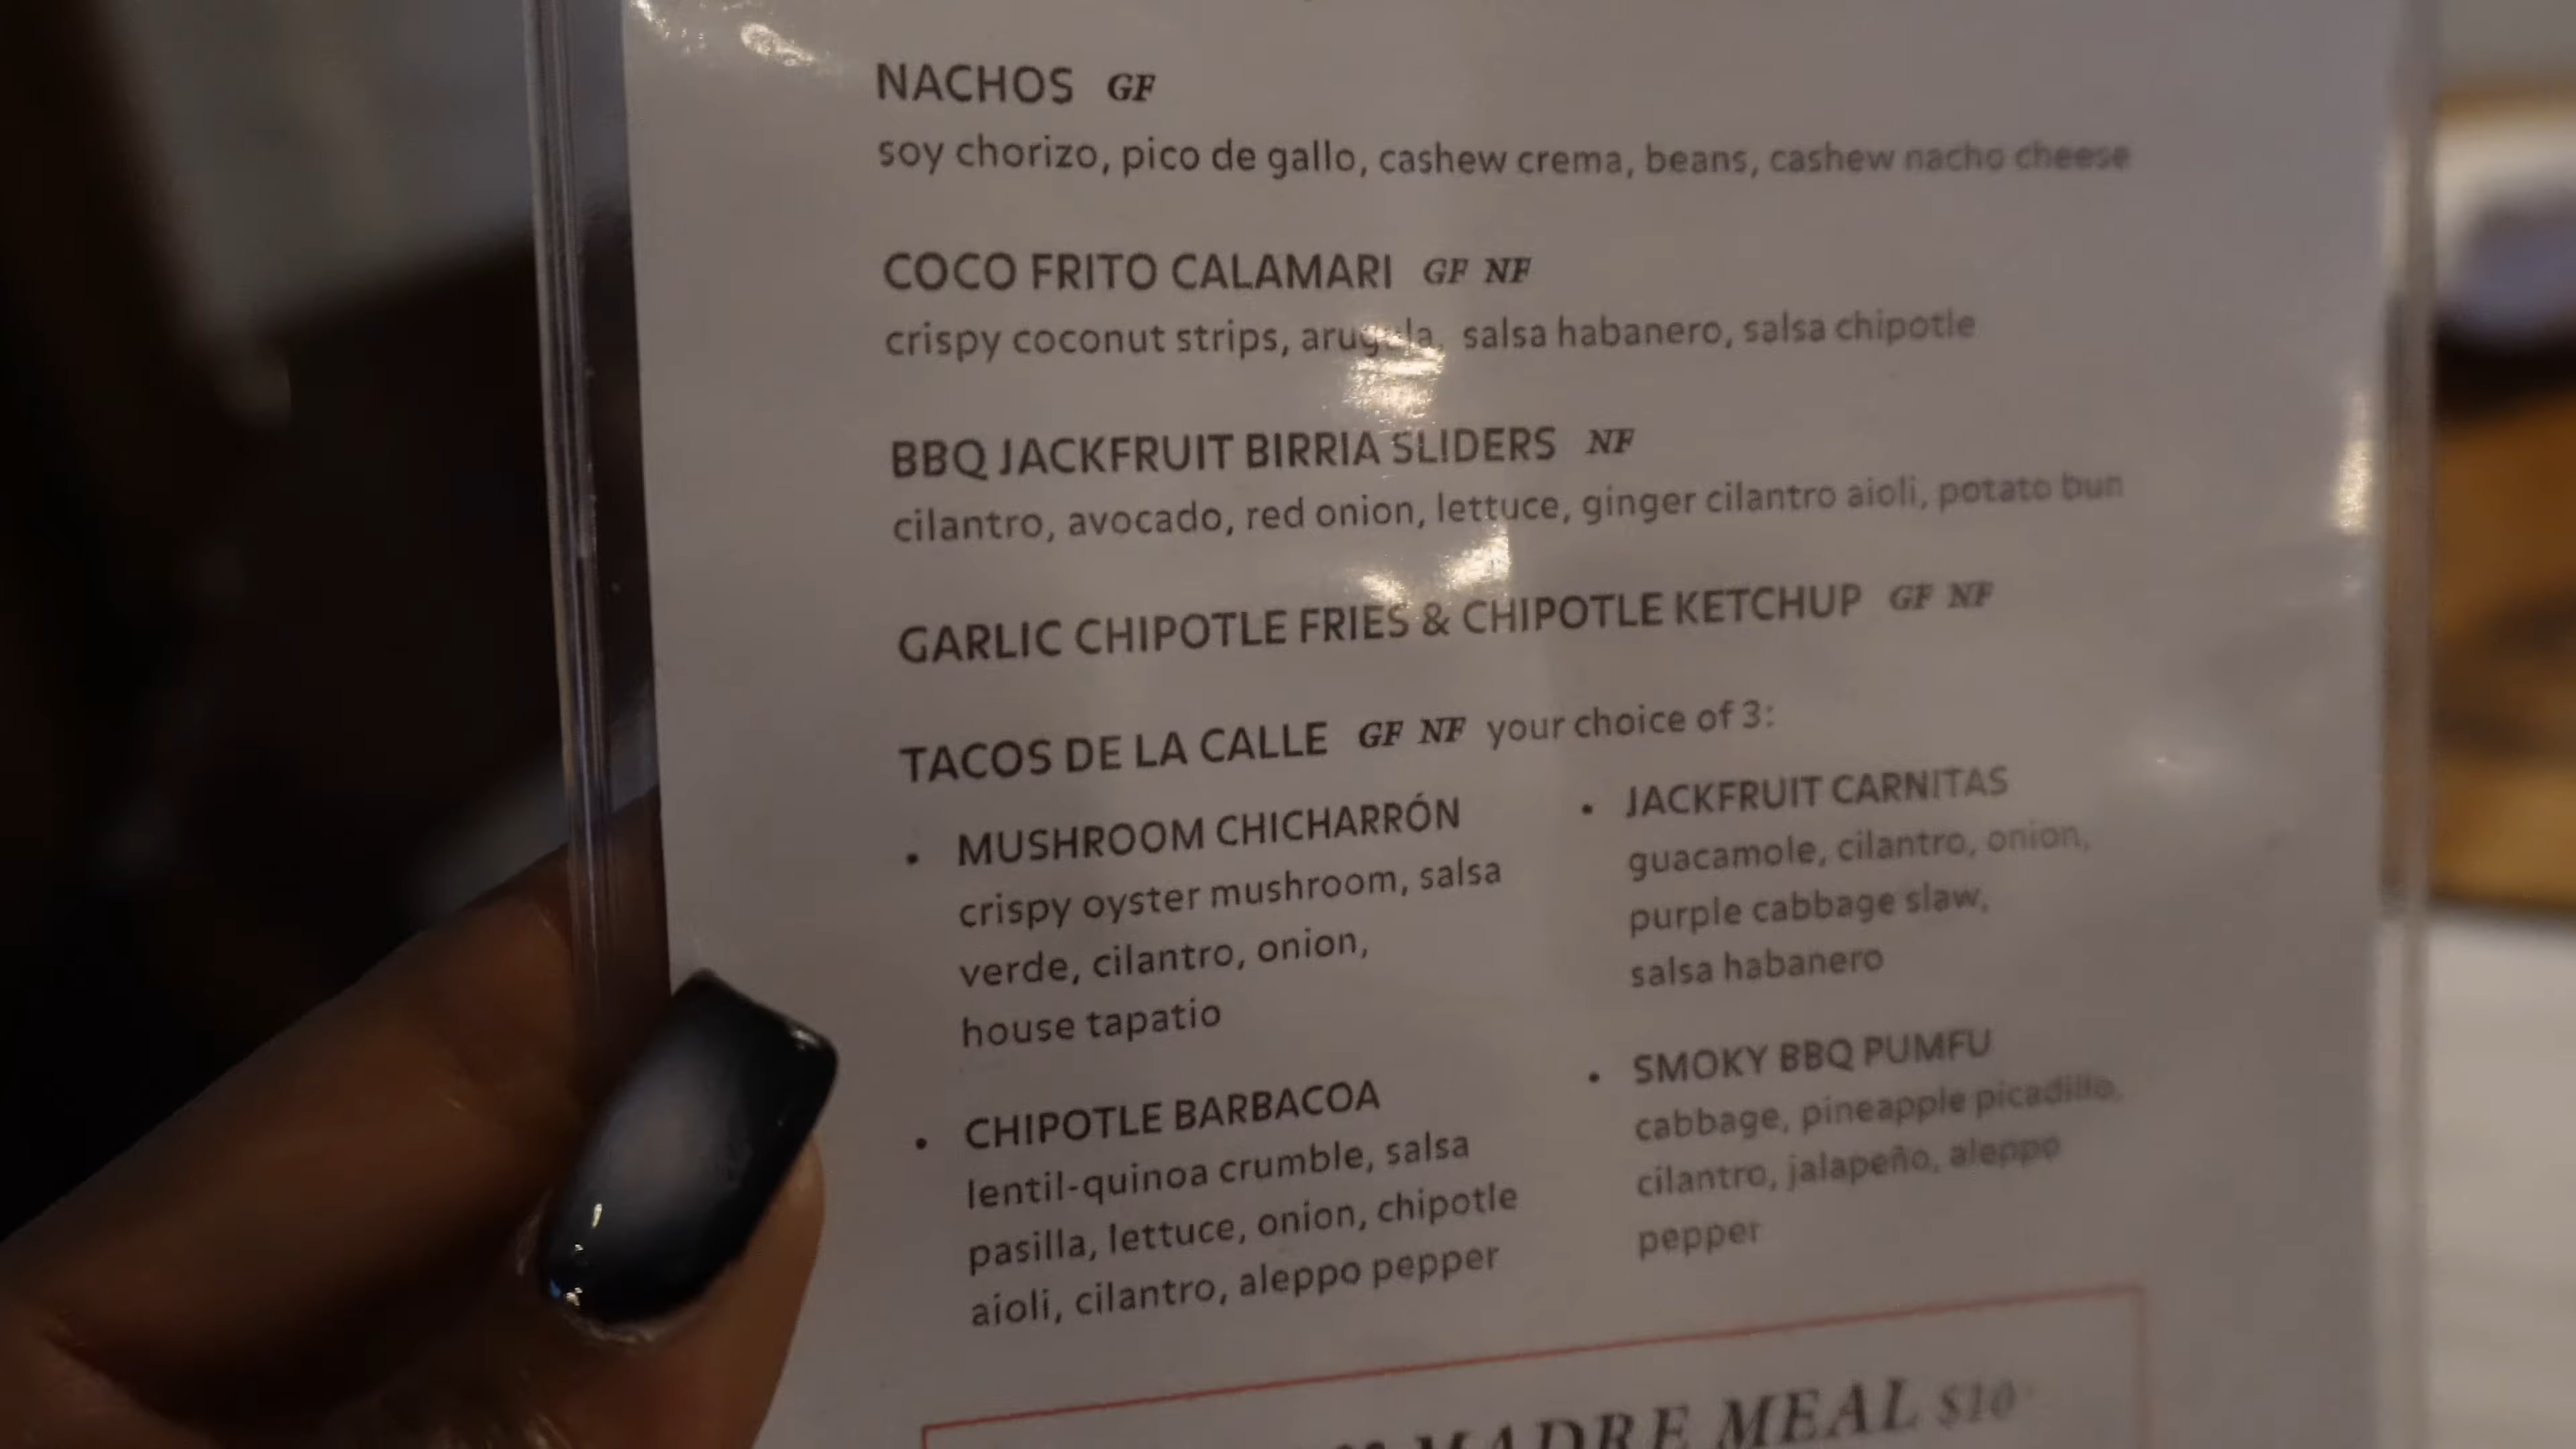 NACHOS GF
soy chorizo, pico de gallo, cashew crema, beans, cashew nacho cheese
COCO FRITO CALAMARI GF NF
crispy coconut strips, arugula, salsa habanero, salsa chipotle
BBQ JACKFRUIT BIRRIA SLIDERS NF
cilantro, avocado, red onion, lettuce, ginger cilantro aioli, potato bun
GARLIC CHIPOTLE FRIES & CHIPOTLE KETCHUP GF NF
TACOS DE LA CALLE GF NF your choice of 3:
• MUSHROOM CHICHARRÓN
crispy oyster mushroom, salsa
verde, cilantro, onion,
house tapatio
• CHIPOTLE BARBACOA
lentil-quinoa crumble, salsa
pasilla, lettuce, onion, chipotle
aioli, cilantro, aleppo pepper
• JACKFRUIT CARNITAS
guacamole, cilantro, onion,
purple cabbage slaw,
salsa habanero
• SMOKY BBQ PUMFU
cabbage, pineapple picadillo,
cilantro, jalapeño, aleppo
pepper
MADRE MEAL $10